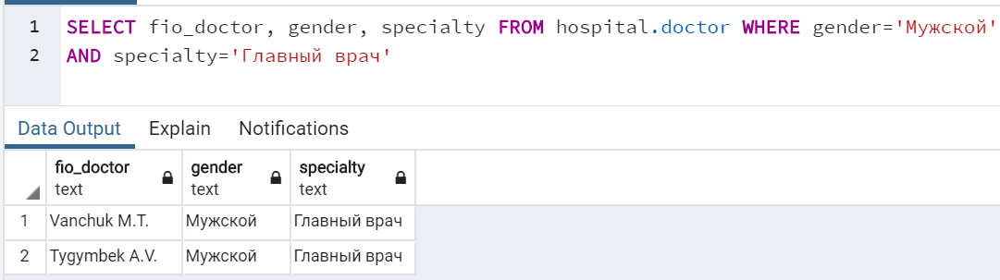 1 SELECT fio_doctor, gender, specialty FROM hospital.doctor WHERE gender='Мужской'
2 AND specialty='Главный врач'
Data Output Explain Notifications
fio_doctor gender specialty
text text text
1 Vanchuk M.T. Мужской Главный врач
2 Tygymbek A.V. Мужской Главный врач